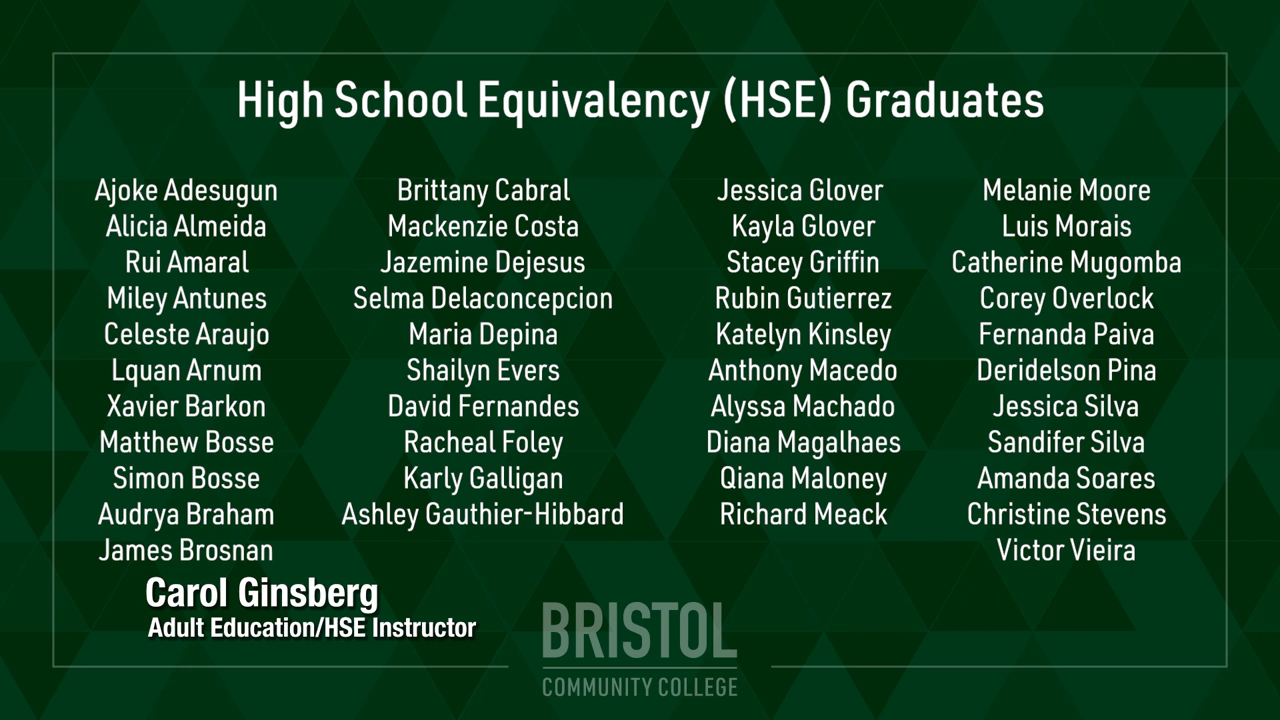 High School Equivalency (HSE) Graduates
Ajoke Adesugun
Alicia Almeida
Rui Amaral
Miley Antunes
Celeste Araujo
Lquan Arnum
Xavier Barkon
Matthew Bosse
Simon Bosse
Audrya Braham
James Brosnan
Brittany Cabral
Mackenzie Costa
Jazemine Dejesus
Selma Delaconcepcion
Maria Depina
Shailyn Evers
David Fernandes
Racheal Foley
Karly Galligan
Ashley Gauthier-Hibbard
Jessica Glover
Kayla Glover
Stacey Griffin
Rubin Gutierrez
Katelyn Kinsley
Anthony Macedo
Alyssa Machado
Diana Magalhaes
Qiana Maloney
Richard Meack
Melanie Moore
Luis Morais
Catherine Mugomba
Corey Overlock
Fernanda Paiva
Deridelson Pina
Jessica Silva
Sandifer Silva
Amanda Soares
Christine Stevens
Victor Vieira
Carol Ginsberg
Adult Education/HSE Instructor
BRISTOL
COMMUNITY COLLEGE